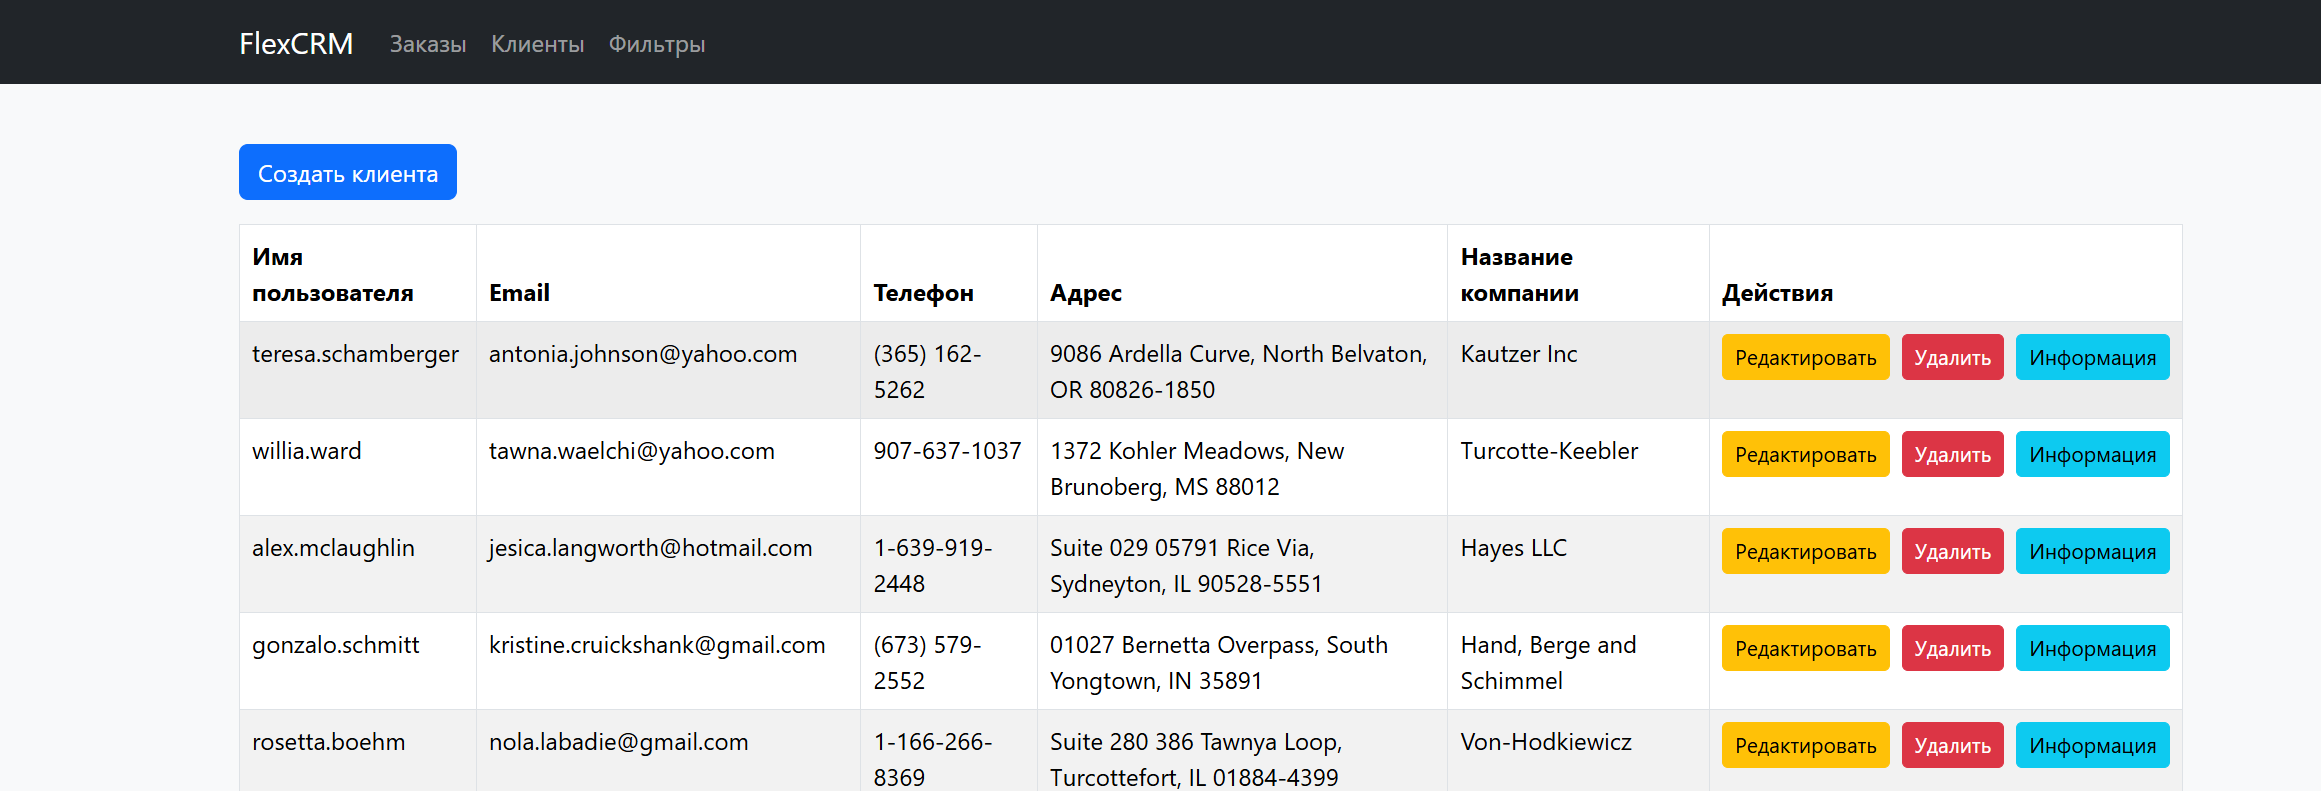 FlexCRM Заказы Клиенты Фильтры
Создать клиента
Имя
пользователя
Email
Телефон
Адрес
Название
компании
Действия
teresa.schamberger
antonia.johnson@yahoo.com
(365) 162-
5262
9086 Ardella Curve, North Belvaton,
OR 80826-1850
Kautzer Inc
Редактировать Удалить Информация
willia.ward
tawna.waelchi@yahoo.com
907-637-1037
1372 Kohler Meadows, New
Brunoberg, MS 88012
Turcotte-Keebler
Редактировать Удалить Информация
alex.mclaughlin
jesica.langworth@hotmail.com
1-639-919-
2448
Suite 029 05791 Rice Via,
Sydneyton, IL 90528-5551
Hayes LLC
Редактировать Удалить Информация
gonzalo.schmitt
kristine.cruickshank@gmail.com
(673) 579-
2552
01027 Bernetta Overpass, South
Yongtown, IN 35891
Hand, Berge and
Schimmel
Редактировать Удалить Информация
rosetta.boehm
nola.labadie@gmail.com
1-166-266-
8369
Suite 280 386 Tawnya Loop,
Turcottefort, IL 01884-4399
Von-Hodkiewicz
Редактировать Удалить Информация